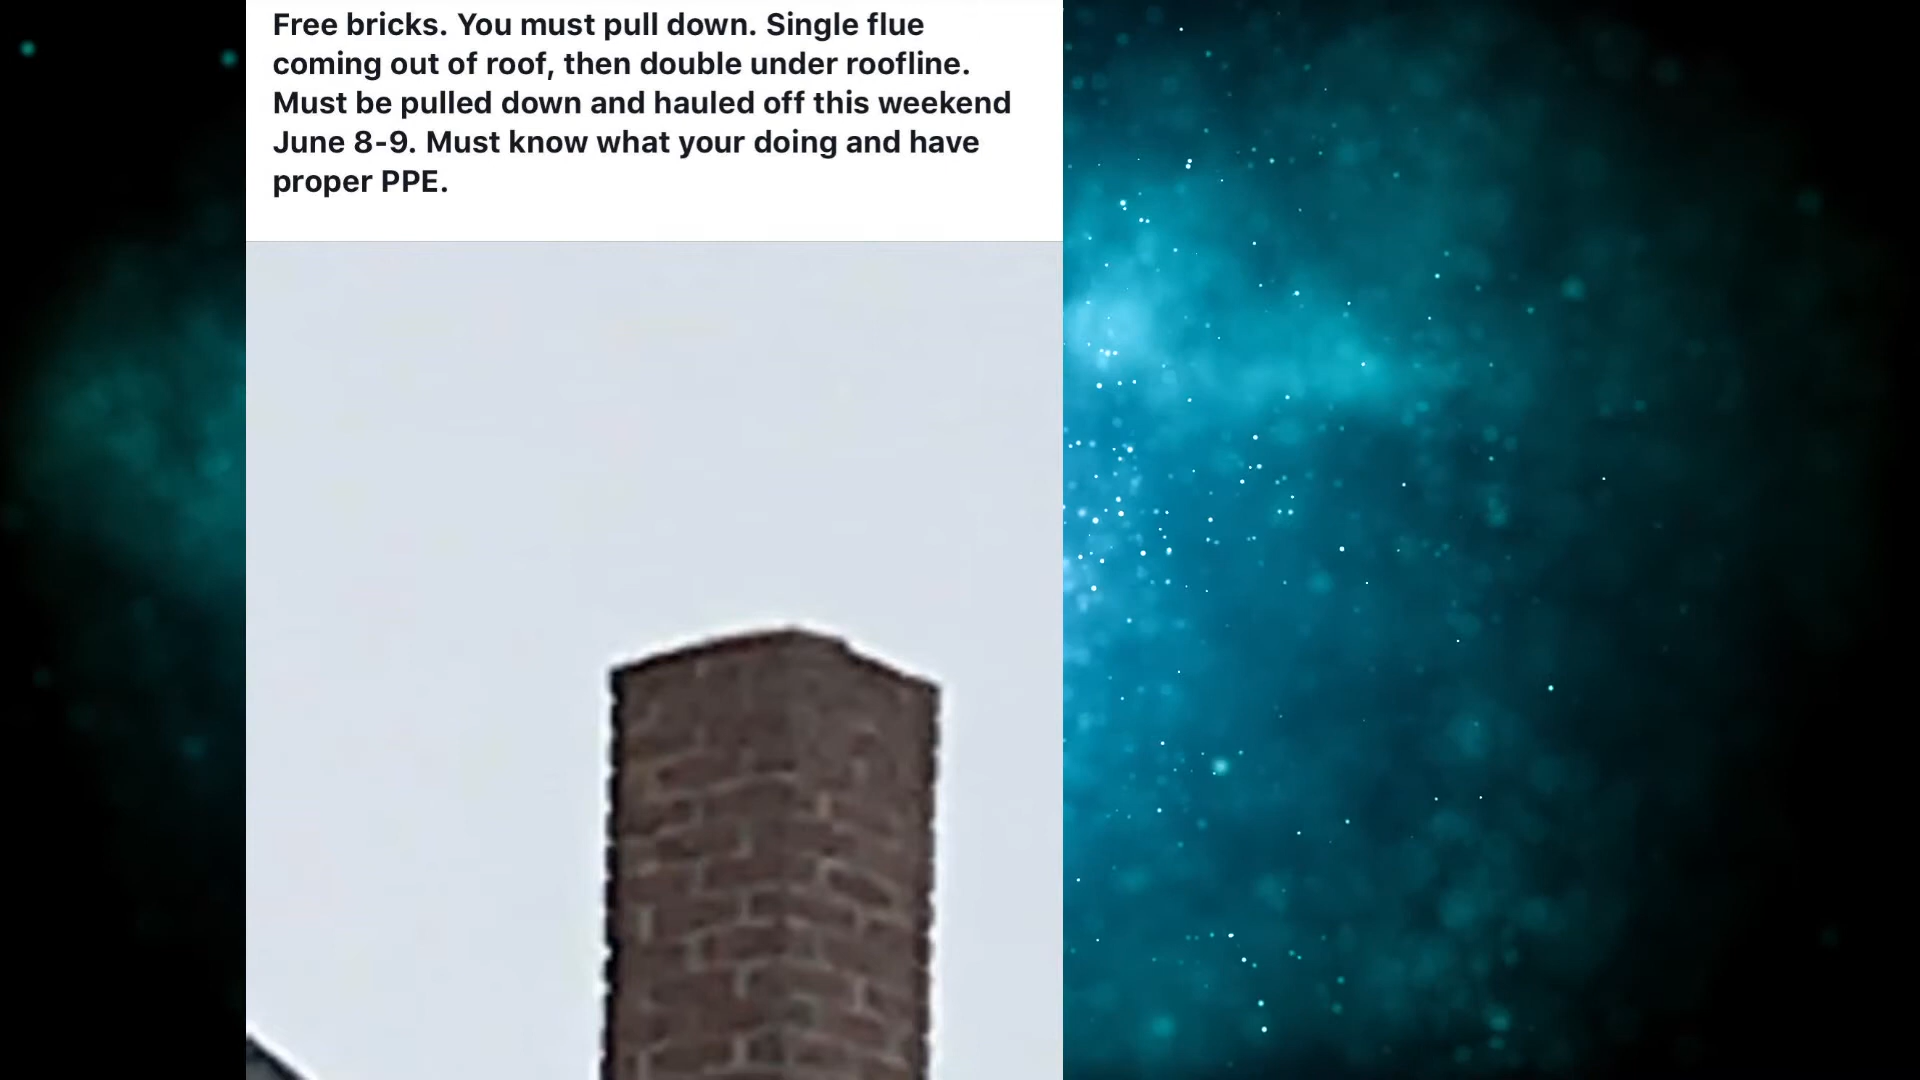 Free bricks. You must pull down. Single flue
coming out of roof, then double under roofline.
Must be pulled down and hauled off this weekend
June 8-9. Must know what your doing and have
proper PPE.